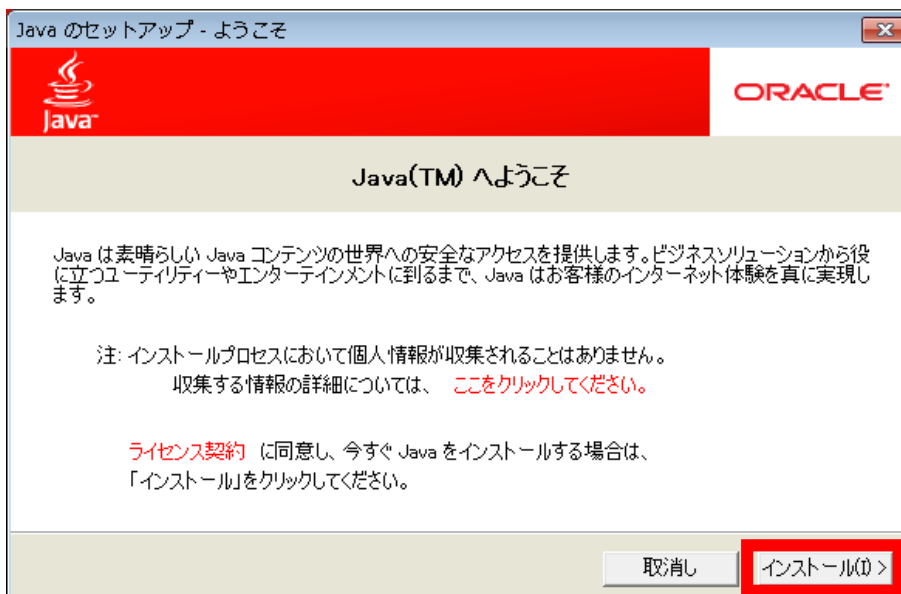 Java のセットアップ - ようこそ
Java
ORACLE
Java(TM) へようこそ
Java は素晴らしい Java コンテンツの世界への安全なアクセスを提供します。ビジネスソリューションから役
に立つユーティリティーやエンターテインメントに到るまで、Java はお客様のインターネット体験を真に実現し
ます。
注: インストールプロセスにおいて個人情報が収集されることはありません。
収集する情報の詳細については、 ここをクリックしてください。
ライセンス契約 に同意し、今すぐ Java をインストールする場合は、
「インストール」をクリックしてください。
取消し
インストール(I) >